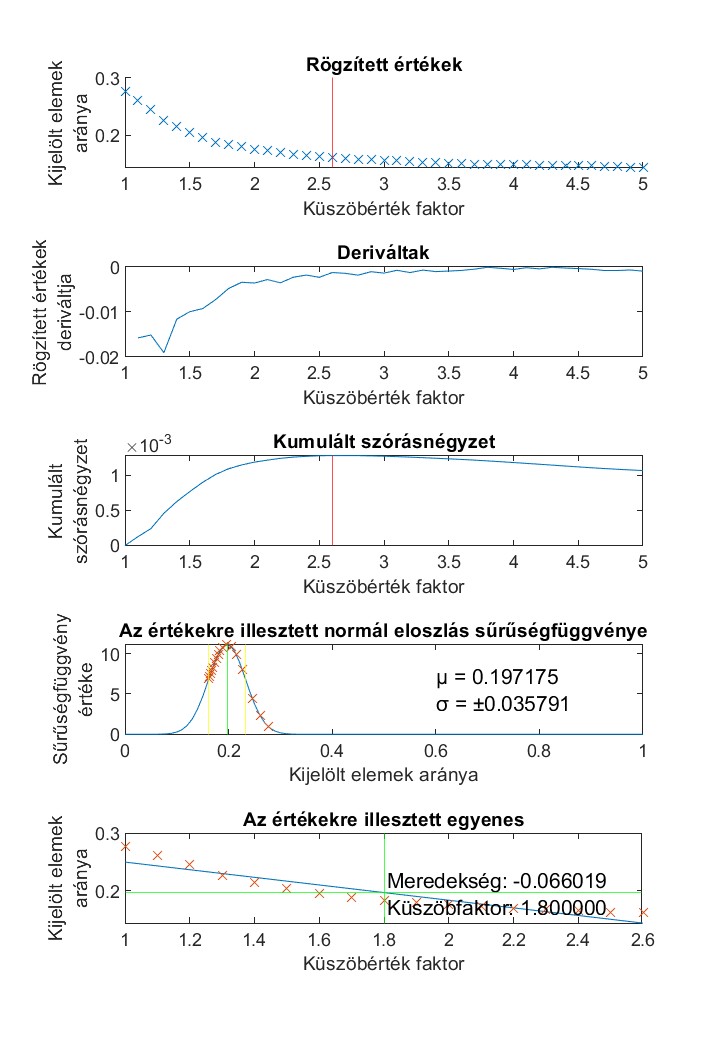 Rögzített értékek
Kijelölt elemek
aránya
0.3
0.2
1 1.5 2 2.5 3 3.5 4 4.5 5
Küszöbérték faktor
Deriváltak
Rögzített értékek
deriváltja
0
-0.01
-0.02
1 1.5 2 2.5 3 3.5 4 4.5 5
Küszöbérték faktor
Kumulált szórásnégyzet
×10-3
Kumulált
szórásnégyzet
1
0.5
0
1 1.5 2 2.5 3 3.5 4 4.5 5
Küszöbérték faktor
Az értékekre illesztett normál eloszlás sűrűségfüggvénye
Sűrűségfüggvény
értéke
10
5
0
μ = 0.197175
σ = ±0.035791
0 0.2 0.4 0.6 0.8 1
Kijelölt elemek aránya
Az értékekre illesztett egyenes
Kijelölt elemek
aránya
0.3
0.2
Meredekség: -0.066019
Küszöbfaktor: 1.800000
1 1.2 1.4 1.6 1.8 2 2.2 2.4 2.6
Küszöbérték faktor